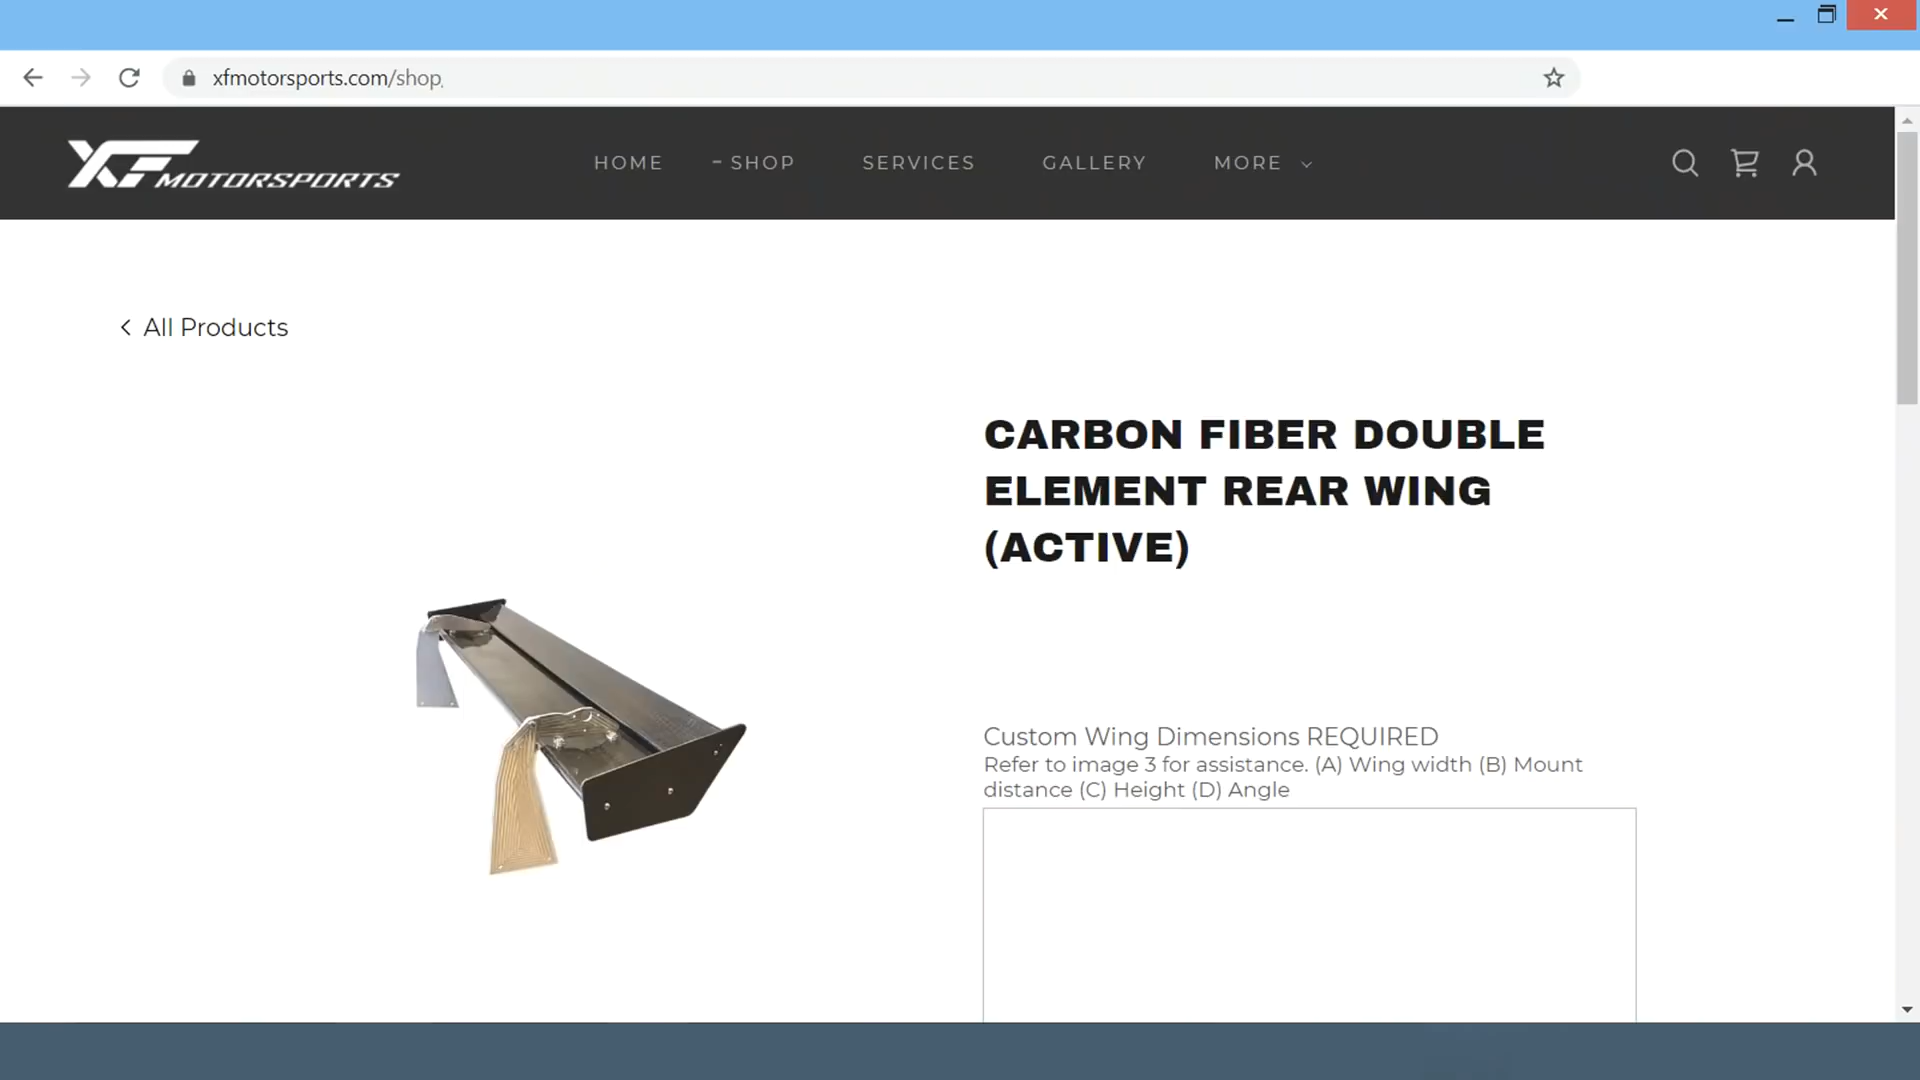 xfmotorsports.com/shop
XF MOTORSPORTS
HOME
- SHOP
SERVICES
GALLERY
MORE
All Products
CARBON FIBER DOUBLE
ELEMENT REAR WING
(ACTIVE)
Custom Wing Dimensions REQUIRED
Refer to image 3 for assistance. (A) Wing width (B) Mount
distance (C) Height (D) Angle